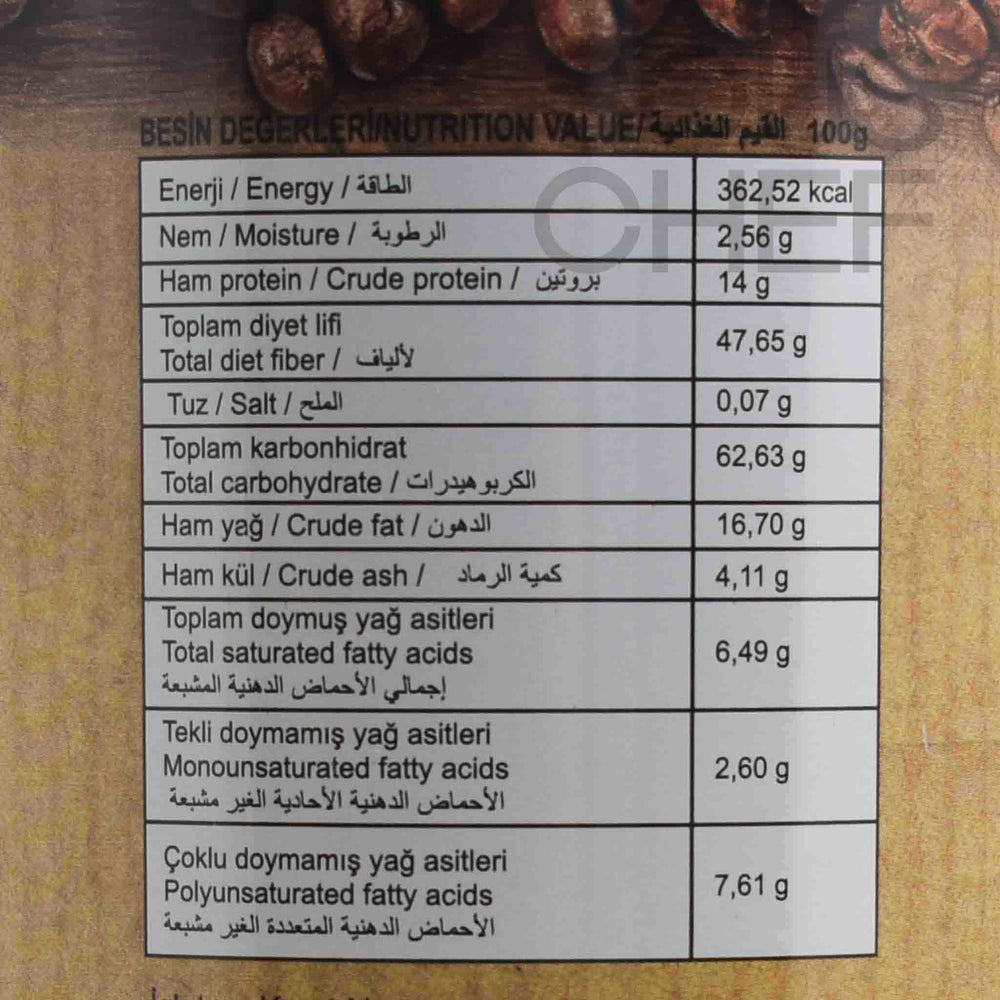 BESİN DEĞERLERİ/NUTRITION VALUE/ القيم الغذائية 100g
Enerji / Energy / الطاقة 362,52 kcal
Nem / Moisture / الرطوبة 2,56 g
Ham protein / Crude protein / بروتين 14 g
Toplam diyet lifi
Total diet fiber / لألياف 47,65 g
Tuz / Salt / الملح 0,07 g
Toplam karbonhidrat
Total carbohydrate / الكربوهيدرات 62,63 g
Ham yağ / Crude fat / الدهون 16,70 g
Ham kül / Crude ash / كمية الرماد 4,11 g
Toplam doymuş yağ asitleri
Total saturated fatty acids 6,49 g
إجمالي الأحماض الدهنية المشبعة
Tekli doymamış yağ asitleri
Monounsaturated fatty acids 2,60 g
الأحماض الدهنية الأحادية الغير مشبعة
Çoklu doymamış yağ asitleri
Polyunsaturated fatty acids 7,61 g
الأحماض الدهنية المتعددة الغير مشبعة
CHEF